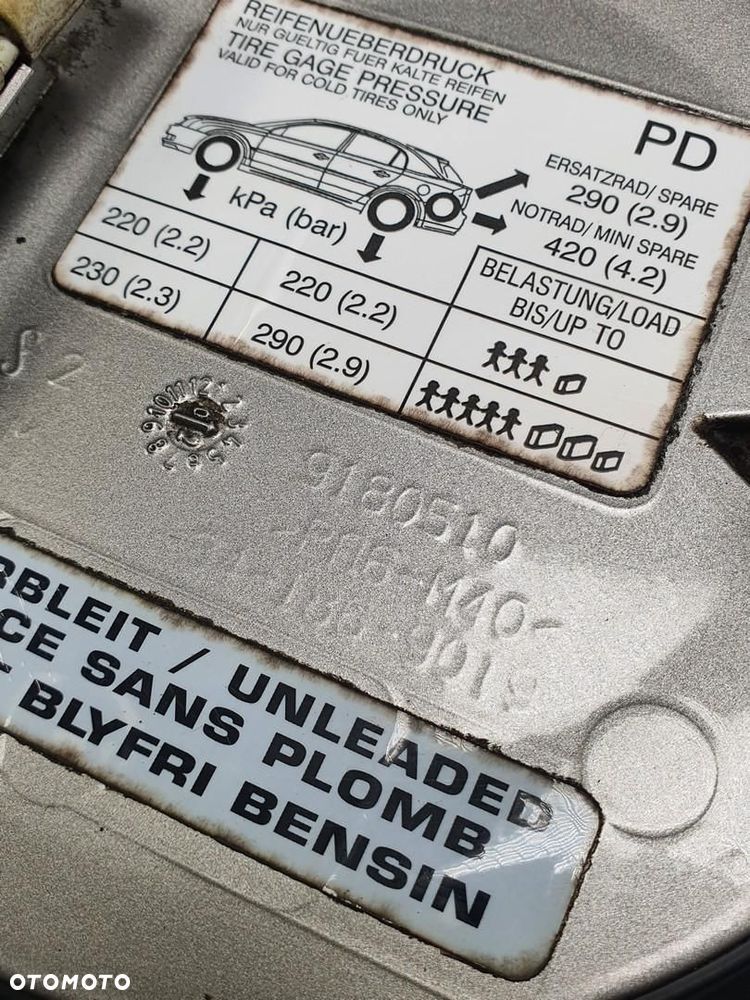 REIFENUEBERDRUCK
NUR GUELTIG FUER KALTE REIFEN
TIRE GAGE PRESSURE
VALID FOR COLD TIRES ONLY
PD
ERSATZRAD/ SPARE
290 (2.9)
NOTRAD/ MINI SPARE
420 (4.2)
kPa (bar)
220 (2.2)
220 (2.2)
BELASTUNG/LOAD
BIS/UP TO
230 (2.3)
290 (2.9)
9180510
UNLEADED
SANS PLOMB
BLYFRI BENSIN
OTOMOTO